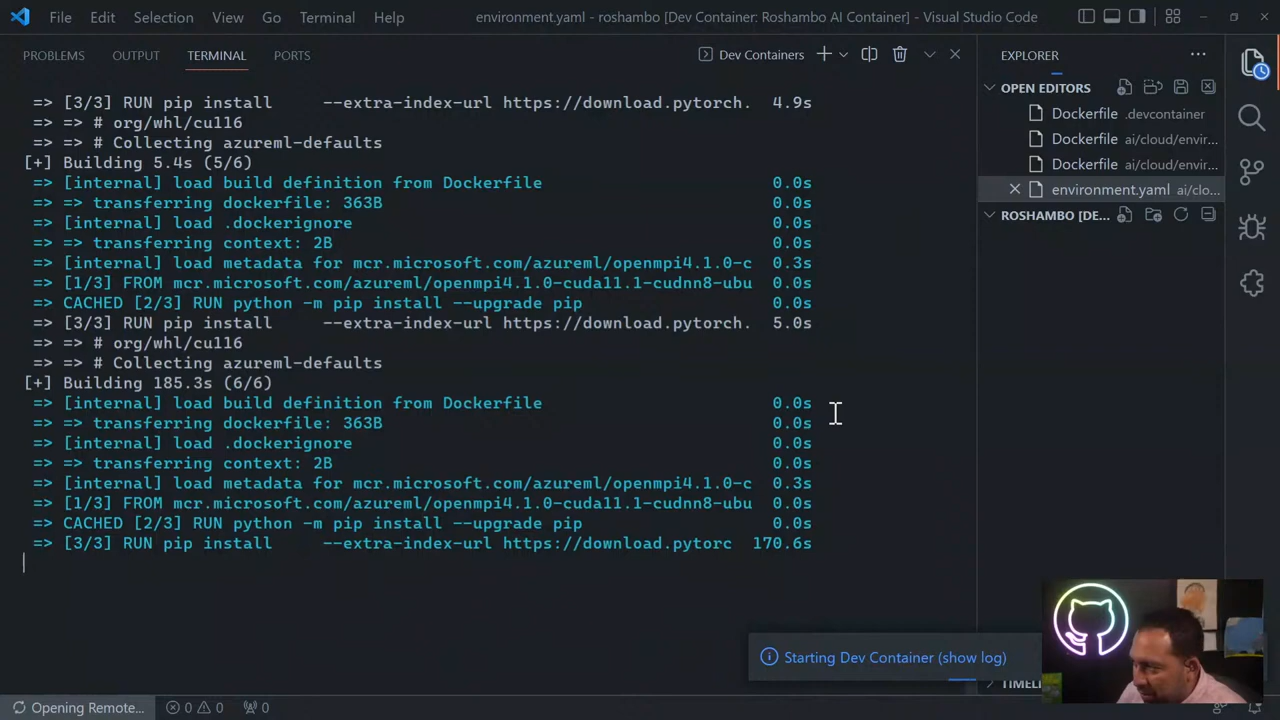 File Edit Selection View Go Terminal Help
environment.yaml - roshambo [Dev Container: Roshambo AI Container] - Visual Studio Code
PROBLEMS OUTPUT TERMINAL PORTS
Dev Containers
=> [3/3] RUN pip install --extra-index-url https://download.pytorch. 4.9s
=> => # org/whl/cu116
=> => # Collecting azureml-defaults
[+] Building 5.4s (5/6)
=> [internal] load build definition from Dockerfile 0.0s
=> => transferring dockerfile: 363B 0.0s
=> [internal] load .dockerignore 0.0s
=> => transferring context: 2B 0.0s
=> [internal] load metadata for mcr.microsoft.com/azureml/openmpi4.1.0-c 0.3s
=> [1/3] FROM mcr.microsoft.com/azureml/openmpi4.1.0-cuda11.1-cudnn8-ubu 0.0s
=> CACHED [2/3] RUN python -m pip install --upgrade pip 0.0s
=> [3/3] RUN pip install --extra-index-url https://download.pytorch. 5.0s
=> => # org/whl/cu116
=> => # Collecting azureml-defaults
[+] Building 185.3s (6/6)
=> [internal] load build definition from Dockerfile 0.0s
=> => transferring dockerfile: 363B 0.0s
=> [internal] load .dockerignore 0.0s
=> => transferring context: 2B 0.0s
=> [internal] load metadata for mcr.microsoft.com/azureml/openmpi4.1.0-c 0.3s
=> [1/3] FROM mcr.microsoft.com/azureml/openmpi4.1.0-cuda11.1-cudnn8-ubu 0.0s
=> CACHED [2/3] RUN python -m pip install --upgrade pip 0.0s
=> [3/3] RUN pip install --extra-index-url https://download.pytorc 170.6s
EXPLORER
OPEN EDITORS
Dockerfile .devcontainer
Dockerfile ai/cloud/envir...
Dockerfile ai/cloud/envir...
environment.yaml ai/clo...
ROSHAMBO [DE...
Starting Dev Container (show log)
TIMELI
Opening Remote... 0 0 0